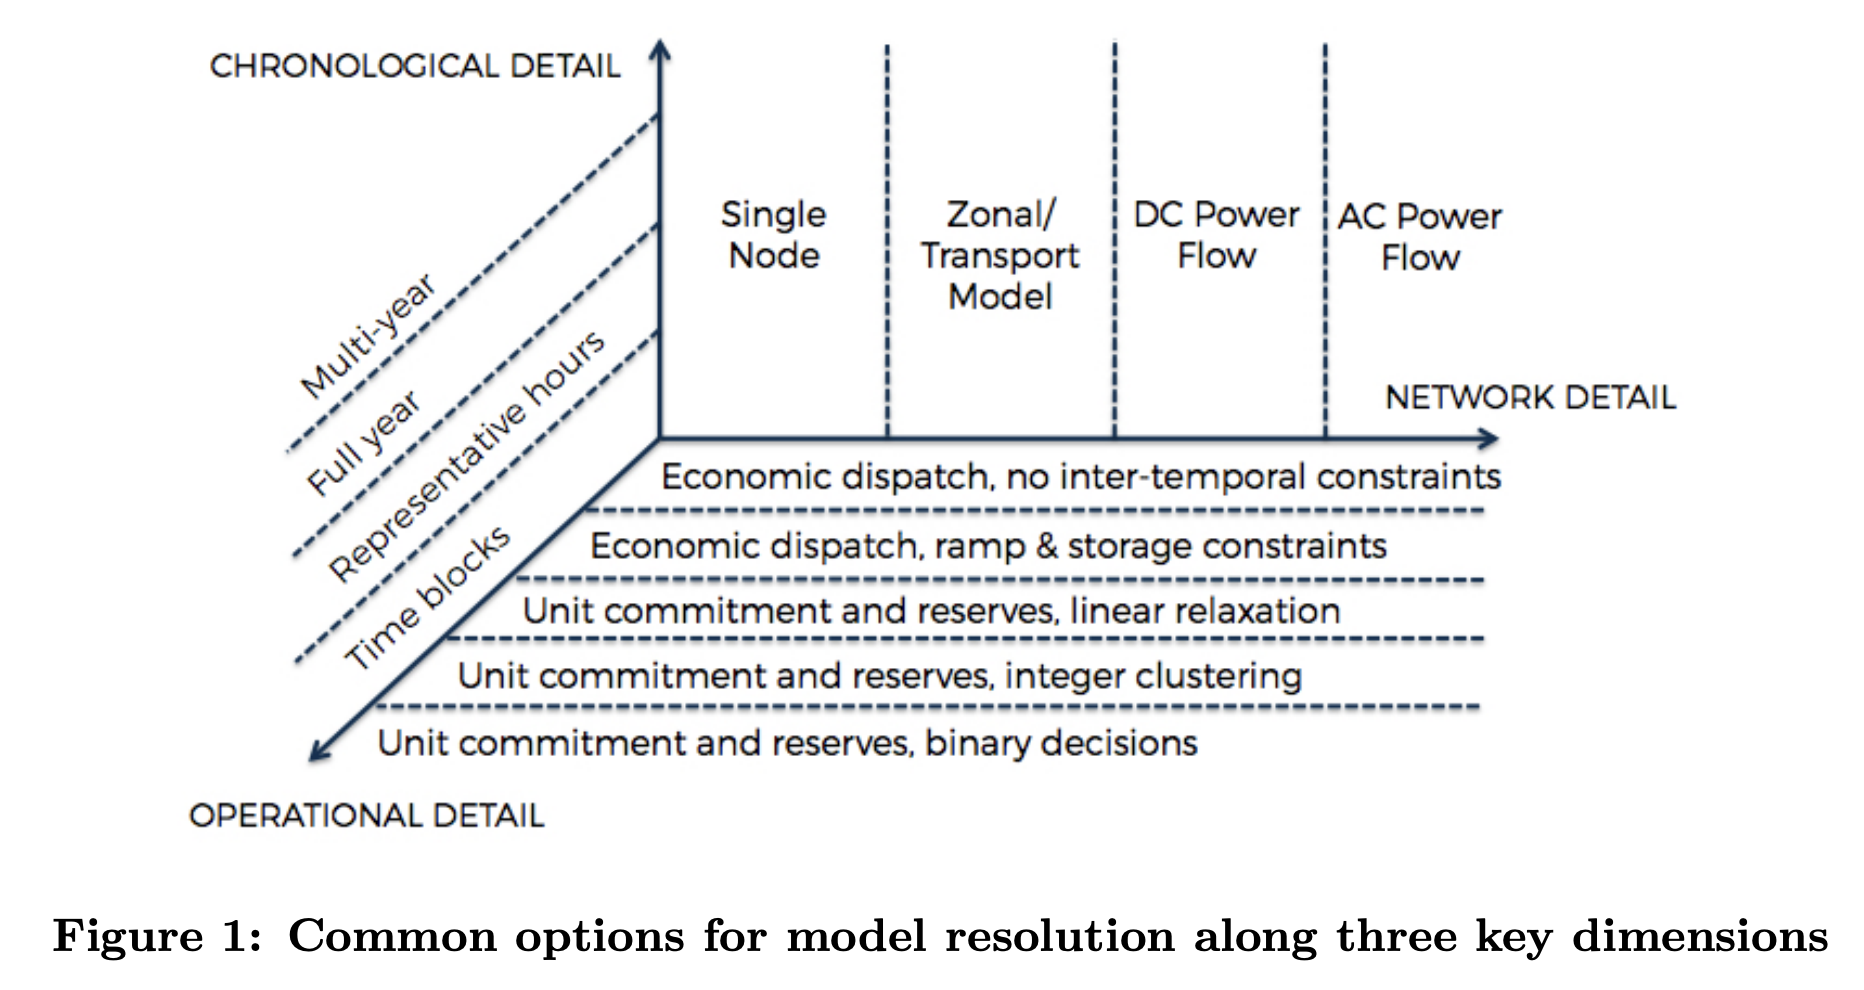 CHRONOLOGICAL DETAIL
Single
Node
Zonal/
Transport
Model
DC Power
Flow
AC Power
Flow
Multi-year
Full year
Representative hours
Time blocks
NETWORK DETAIL
Economic dispatch, no inter-temporal constraints
Economic dispatch, ramp & storage constraints
Unit commitment and reserves, linear relaxation
Unit commitment and reserves, integer clustering
Unit commitment and reserves, binary decisions
OPERATIONAL DETAIL
Figure 1: Common options for model resolution along three key dimensions